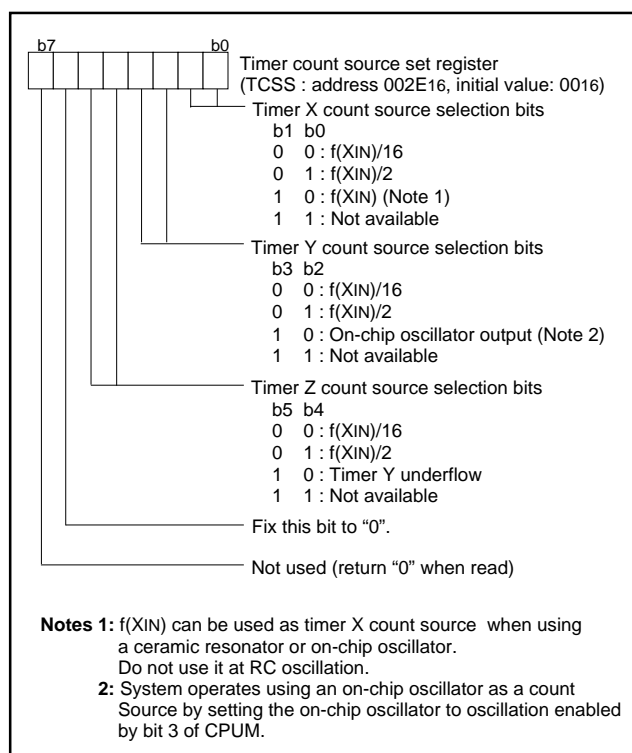 b7 b0
Timer count source set register
(TCSS : address 002E16, initial value: 0016)
Timer X count source selection bits
b1 b0
0 0 : f(XIN)/16
0 1 : f(XIN)/2
1 0 : f(XIN) (Note 1)
1 1 : Not available
Timer Y count source selection bits
b3 b2
0 0 : f(XIN)/16
0 1 : f(XIN)/2
1 0 : On-chip oscillator output (Note 2)
1 1 : Not available
Timer Z count source selection bits
b5 b4
0 0 : f(XIN)/16
0 1 : f(XIN)/2
1 0 : Timer Y underflow
1 1 : Not available
Fix this bit to “0”.
Not used (return “0” when read)
Notes 1: f(XIN) can be used as timer X count source when using
a ceramic resonator or on-chip oscillator.
Do not use it at RC oscillation.
2: System operates using an on-chip oscillator as a count
Source by setting the on-chip oscillator to oscillation enabled
by bit 3 of CPUM.